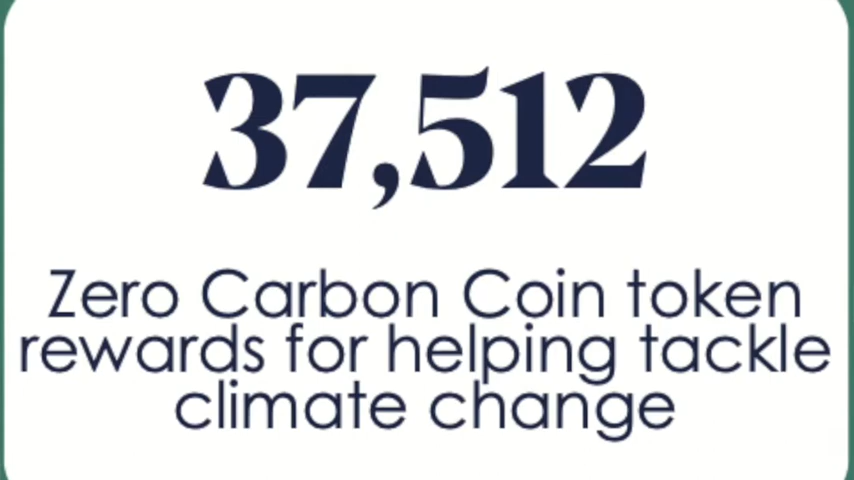 37,512
Zero Carbon Coin token
rewards for helping tackle
climate change